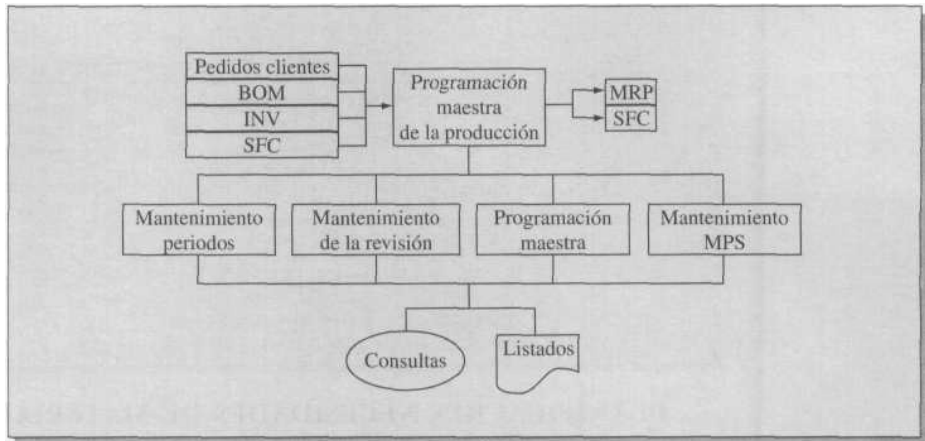 Pedidos clientes
BOM
INV
SFC
Programación
maestra
de la producción
MRP
SFC
Mantenimiento
periodos
Mantenimiento
de la revisión
Programación
maestra
Mantenimiento
MPS
Consultas
Listados